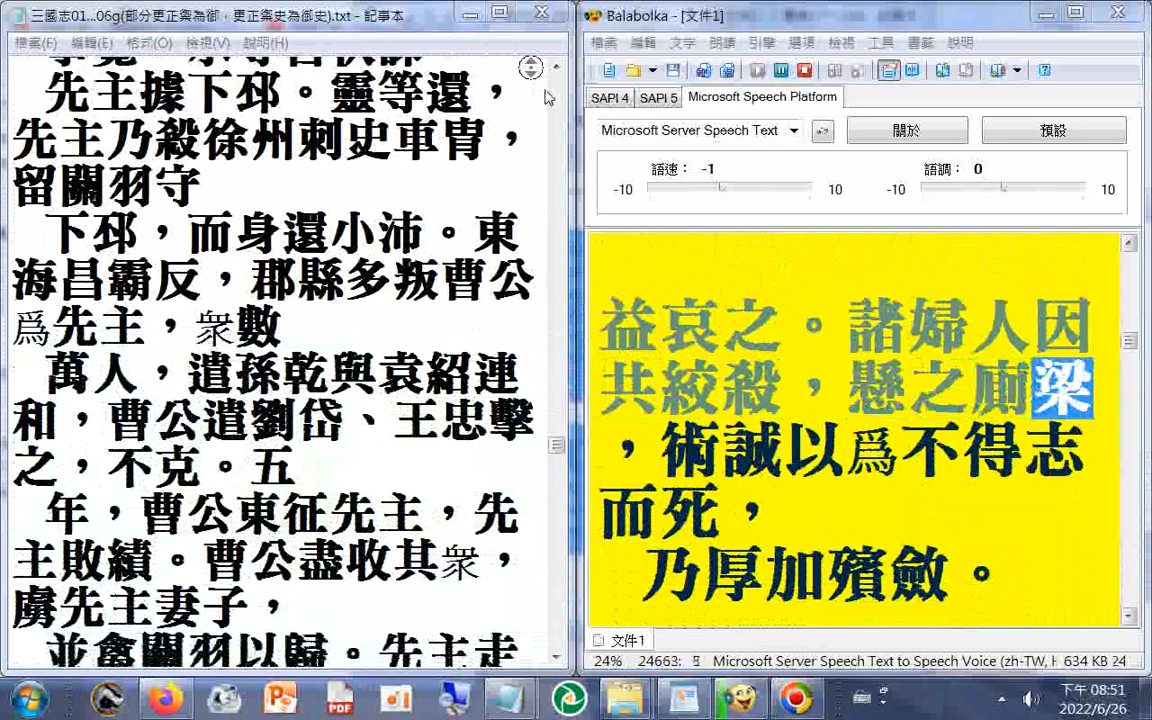 三國志01...06g(部分更正禦為御，更正禦史為御史).txt - 記事本
檔案(F) 編輯(E) 格式(O) 檢視(V) 說明(H)
先主據下邳。靈等還，
先主乃殺徐州刺史車冑，
留關羽守
下邳，而身還小沛。東
海昌霸反，郡縣多叛曹公
爲先主，衆數
萬人，遣孫乾與袁紹連
和，曹公遣劉岱、王忠擊
之，不克。五
年，曹公東征先主，先
主敗績。曹公盡收其衆，
虜先主妻子，
並禽關羽以歸。先主走
Balabolka - [文件1]
檔案 編輯 文字 朗讀 引擎 選項 檢視 工具 書籤 說明
SAPI 4 SAPI 5 Microsoft Speech Platform
Microsoft Server Speech Text 關於 預設
語速： -1 語調： 0
-10 10 -10 10
益哀之。諸婦人因
共絞殺，懸之廁梁
，術誠以爲不得志
而死，
乃厚加殯斂。
文件1
24% 24663: Microsoft Server Speech Text to Speech Voice (zh-TW, 634 KB 24
下午 08:51
2022/6/26